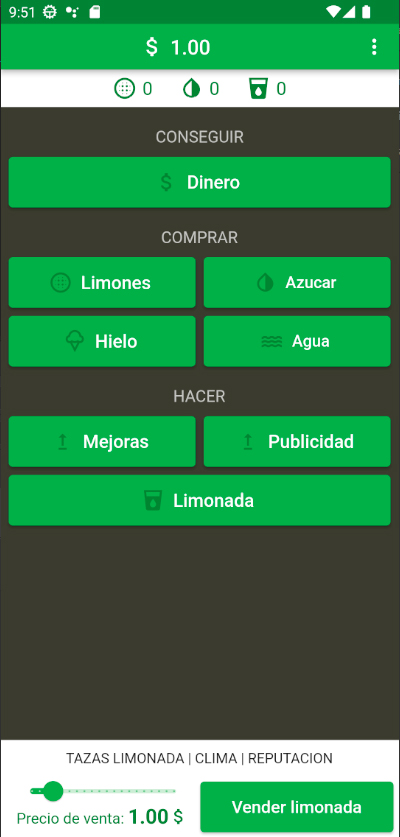 9:51
$ 1.00
0 0 0
CONSEGUIR
$ Dinero
COMPRAR
Limones Azucar
Hielo Agua
HACER
Mejoras Publicidad
Limonada
TAZAS LIMONADA | CLIMA | REPUTACION
Precio de venta: 1.00 $
Vender limonada